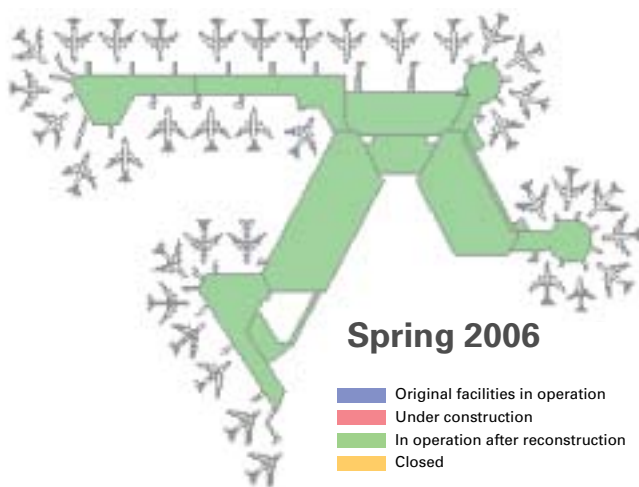 Spring 2006
Original facilities in operation
Under construction
In operation after reconstruction
Closed